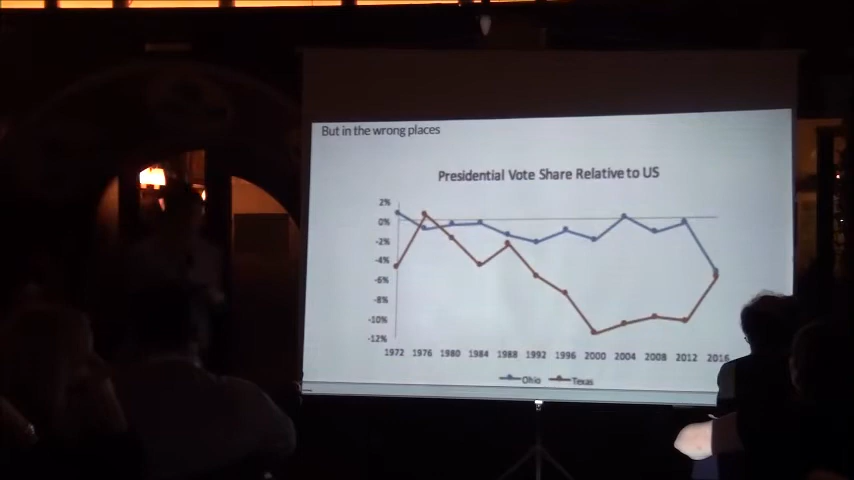 But in the wrong places
Presidential Vote Share Relative to US
2%
0%
-2%
-4%
-6%
-8%
-10%
-12%
1972 1976 1980 1984 1988 1992 1996 2000 2004 2008 2012 2016
Ohio Texas